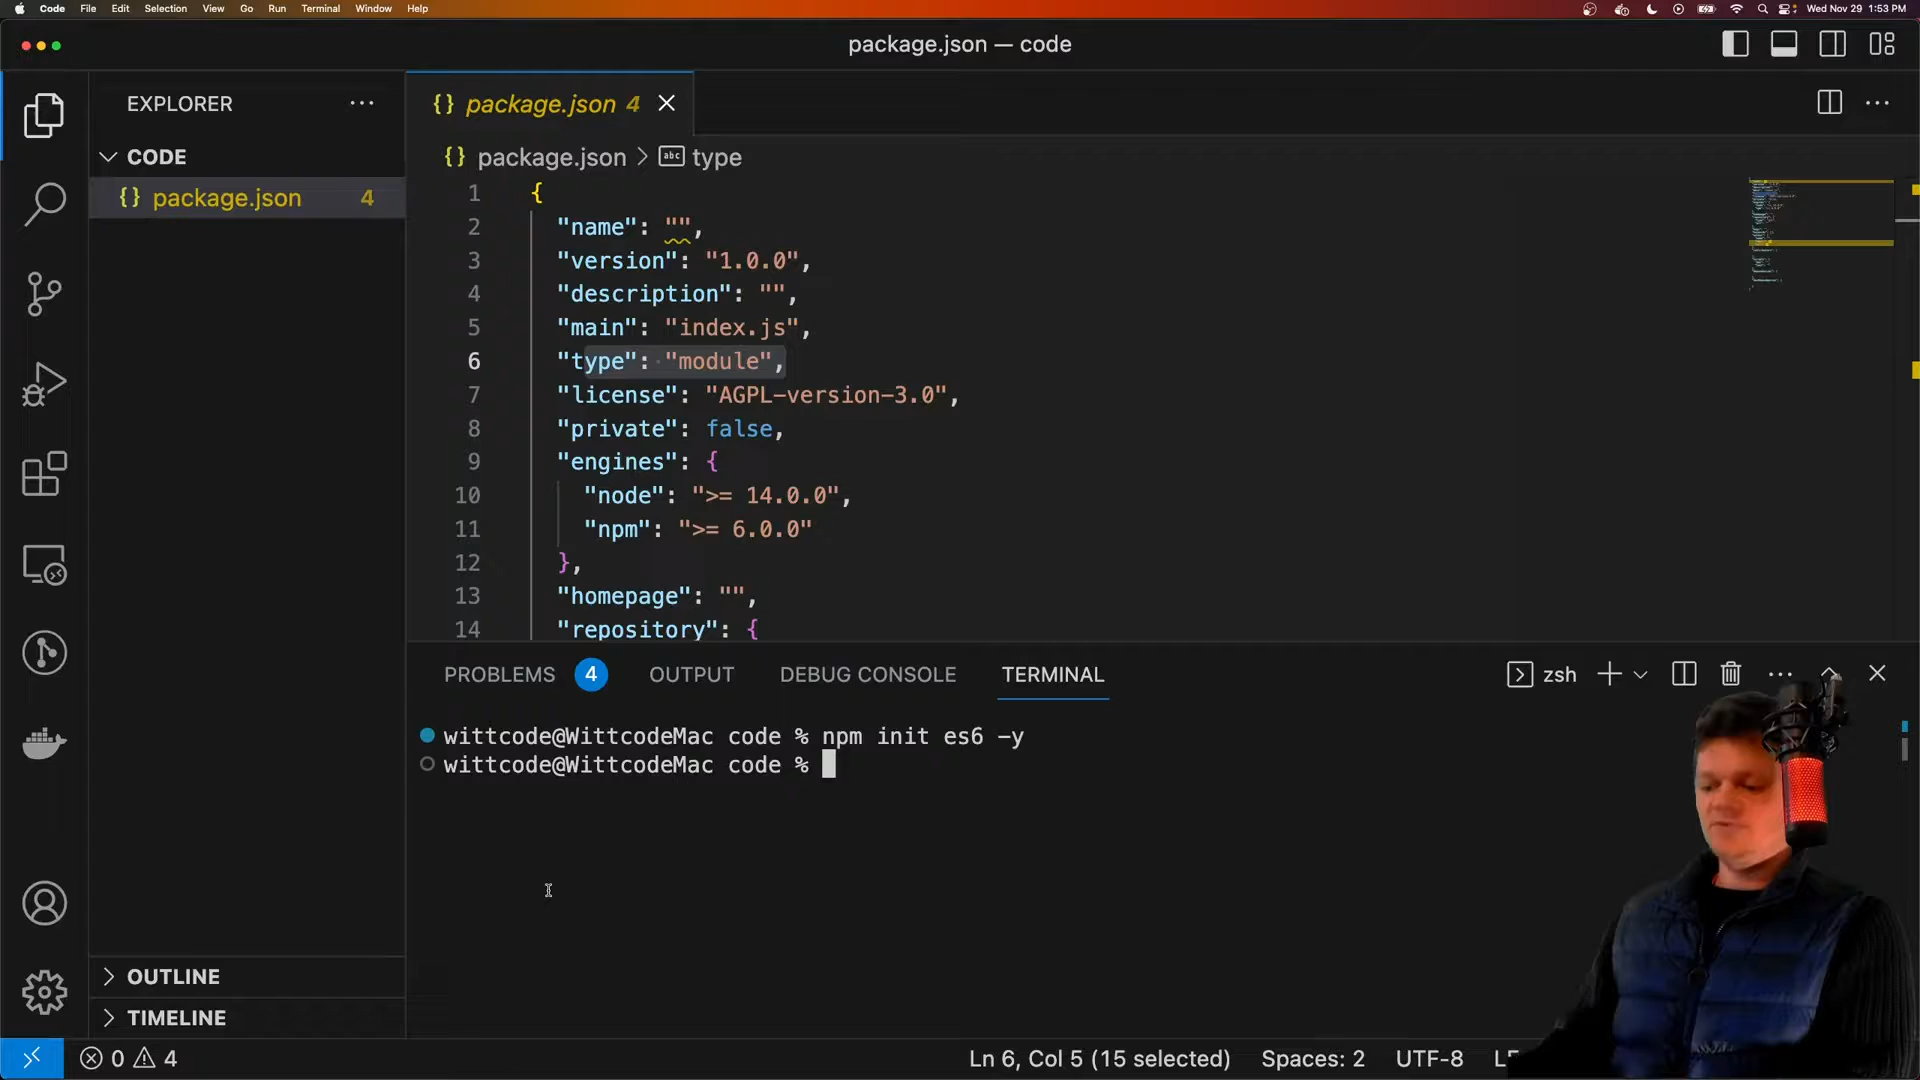 Code File Edit Selection View Go Run Terminal Window Help Wed Nov 29 1:53 PM
package.json — code
EXPLORER
CODE
{} package.json 4
{} package.json 4
{} package.json > abc type
1 {
2 "name": "",
3 "version": "1.0.0",
4 "description": "",
5 "main": "index.js",
6 "type": "module",
7 "license": "AGPL-version-3.0",
8 "private": false,
9 "engines": {
10 "node": ">= 14.0.0",
11 "npm": ">= 6.0.0"
12 },
13 "homepage": "",
14 "repository": {
PROBLEMS 4 OUTPUT DEBUG CONSOLE TERMINAL zsh
wittcode@WittcodeMac code % npm init es6 -y
wittcode@WittcodeMac code %
OUTLINE
TIMELINE
0 4 Ln 6, Col 5 (15 selected) Spaces: 2 UTF-8